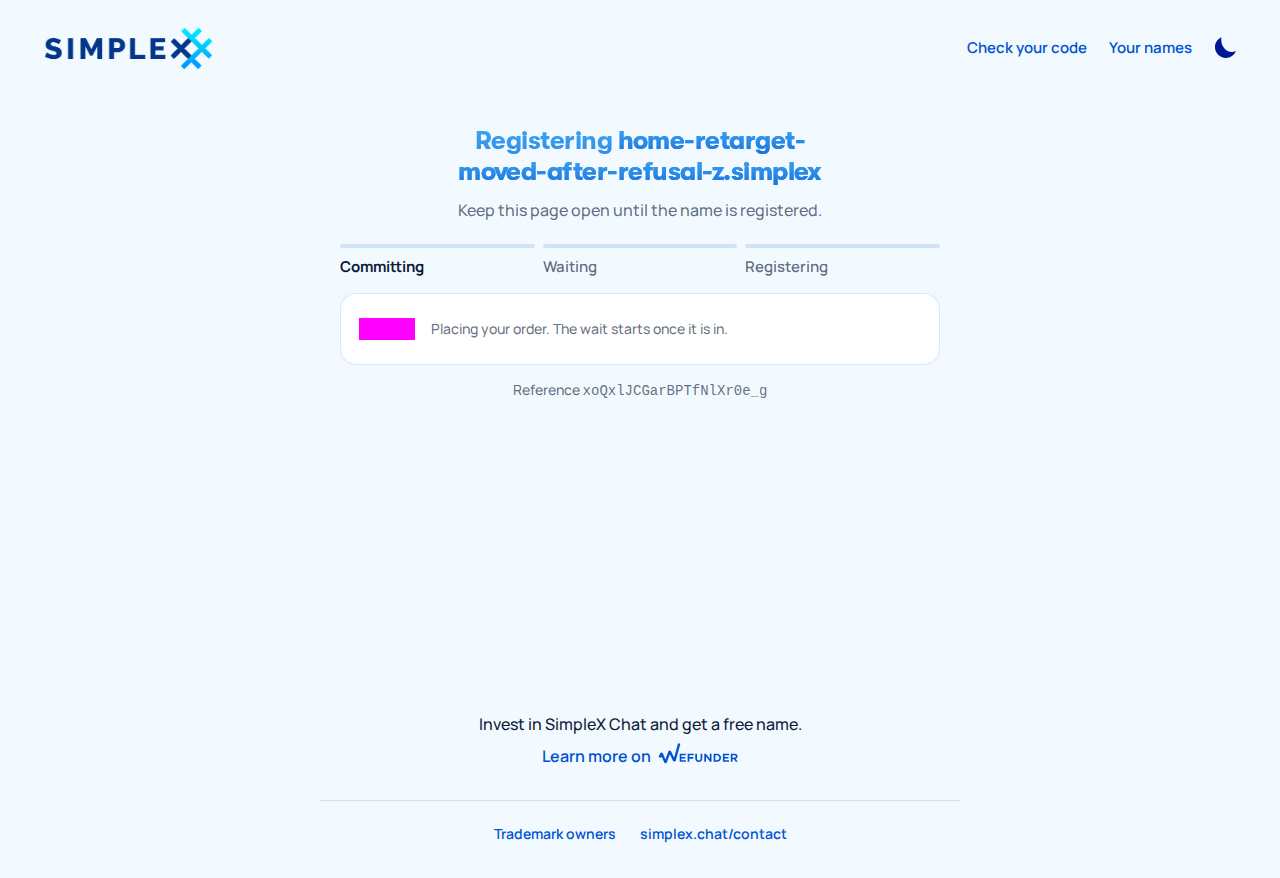 SIMPLEX
Check your code
Your names
Registering home-retarget-
moved-after-refusal-z.simplex
Keep this page open until the name is registered.
Committing
Waiting
Registering
Placing your order. The wait starts once it is in.
Reference xoQxlJCGarBPTfNlXr0e_g
Invest in SimpleX Chat and get a free name.
Learn more on WEFUNDER
Trademark owners
simplex.chat/contact